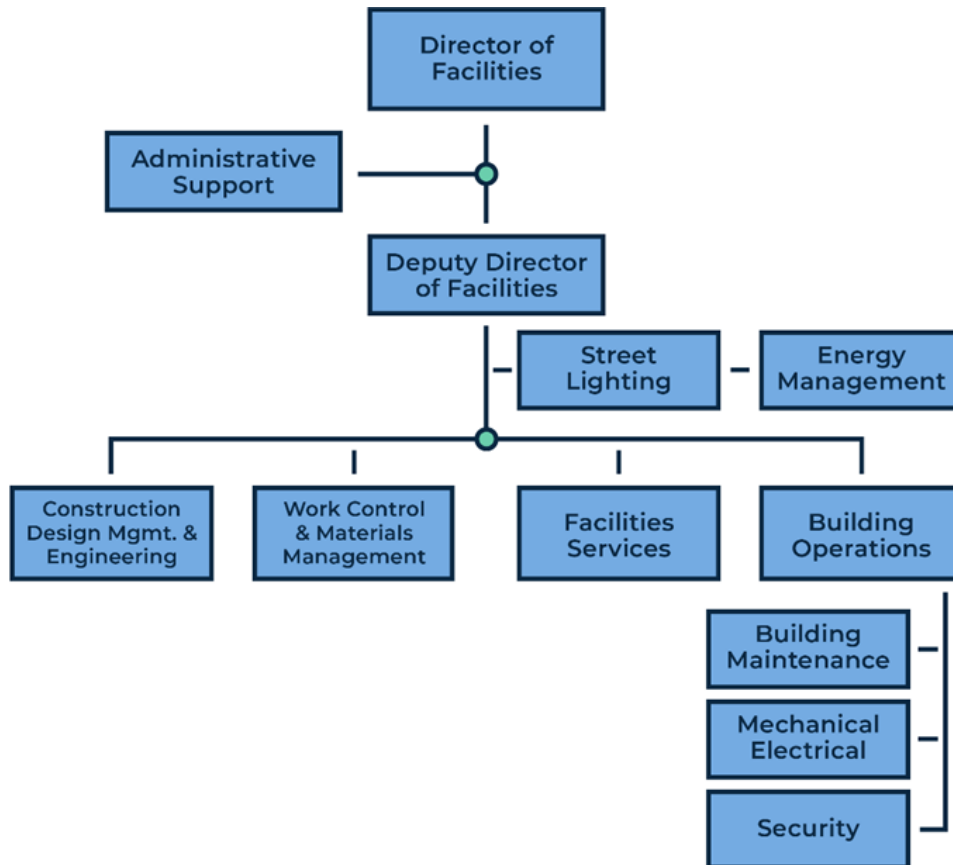 Director of
Facilities
Administrative
Support
Deputy Director
of Facilities
Street
Lighting
Energy
Management
Construction
Design Mgmt. &
Engineering
Work Control
& Materials
Management
Facilities
Services
Building
Operations
Building
Maintenance
Mechanical
Electrical
Security